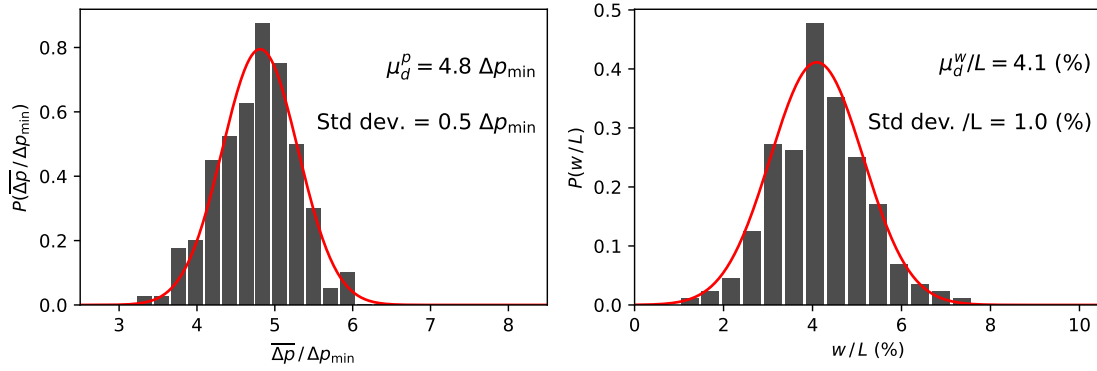 μ_d^p = 4.8 Δp_min
Std dev. = 0.5 Δp_min
P(\overline{Δp} / Δp_min)
0.8
0.6
0.4
0.2
0.0
3 4 5 6 7 8
\overline{Δp} / Δp_min
μ_d^w/L = 4.1 (%)
Std dev. /L = 1.0 (%)
P(w/L)
0.5
0.4
0.3
0.2
0.1
0.0
0 2 4 6 8 10
w/L (%)